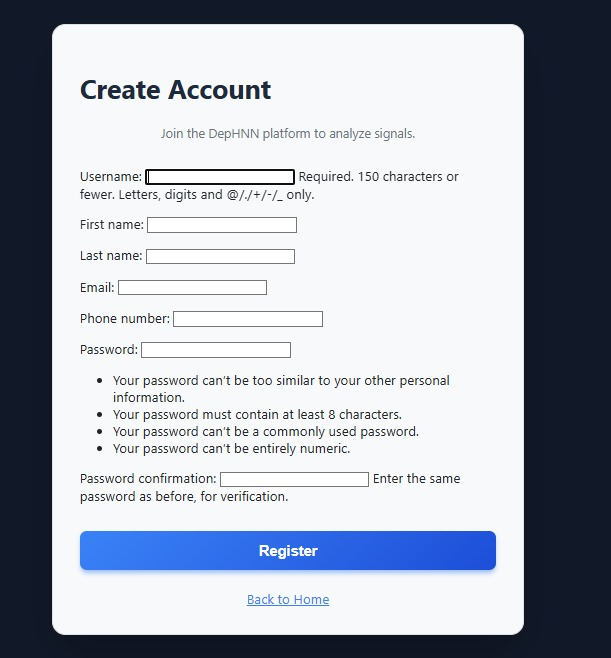 Create Account
Join the DepHNN platform to analyze signals.
Username: Required. 150 characters or
fewer. Letters, digits and @/./+/-/_ only.
First name:
Last name:
Email:
Phone number:
Password:
• Your password can't be too similar to your other personal
information.
• Your password must contain at least 8 characters.
• Your password can't be a commonly used password.
• Your password can't be entirely numeric.
Password confirmation: Enter the same
password as before, for verification.
Register
Back to Home